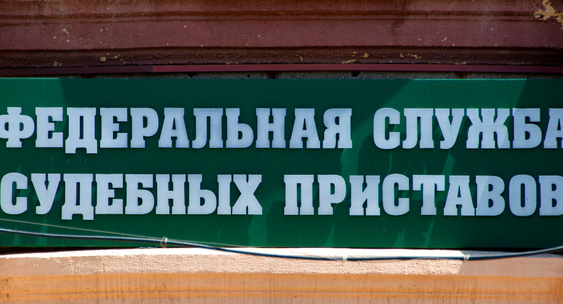 ФЕДЕРАЛЬНАЯ СЛУЖБА
СУДЕБНЫХ ПРИСТАВОВ